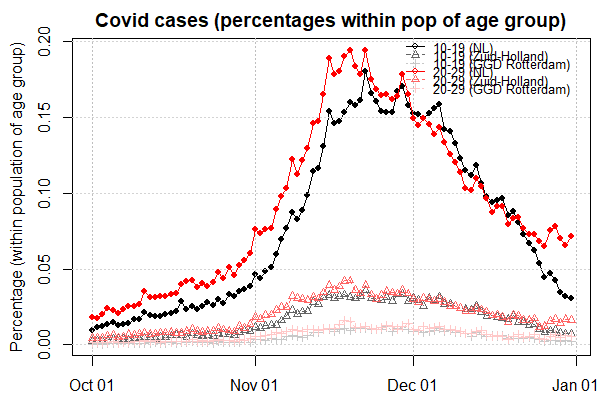 Covid cases (percentages within pop of age group)
Percentage (within population of age group)
0.20
0.15
0.10
0.05
0.00
10-19 (NL)
10-19 (Zuid-Holland)
10-19 (GGD Rotterdam)
20-29 (NL)
20-29 (Zuid-Holland)
20-29 (GGD Rotterdam)
Oct 01
Nov 01
Dec 01
Jan 01